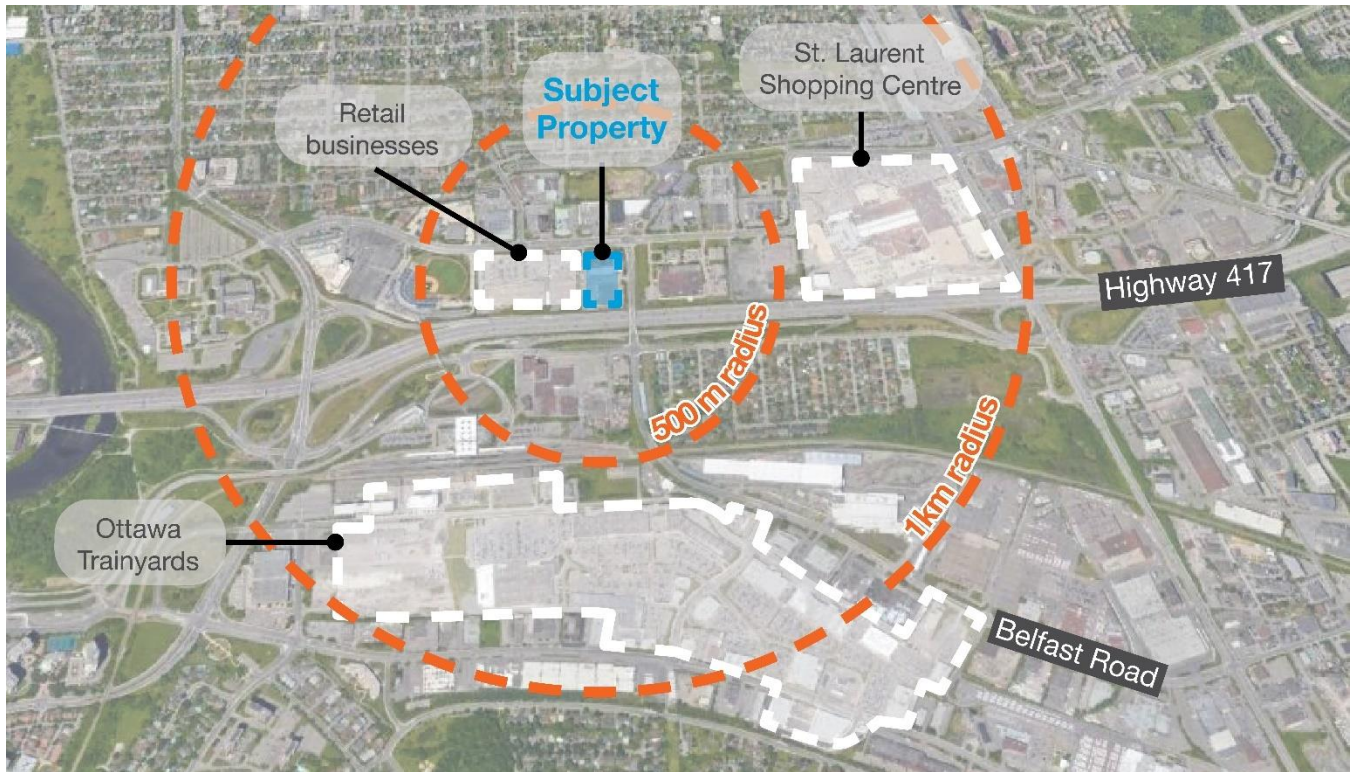 St. Laurent
Shopping Centre
Subject
Property
Retail
businesses
Highway 417
500 m radius
1km radius
Ottawa
Trainyards
Belfast Road